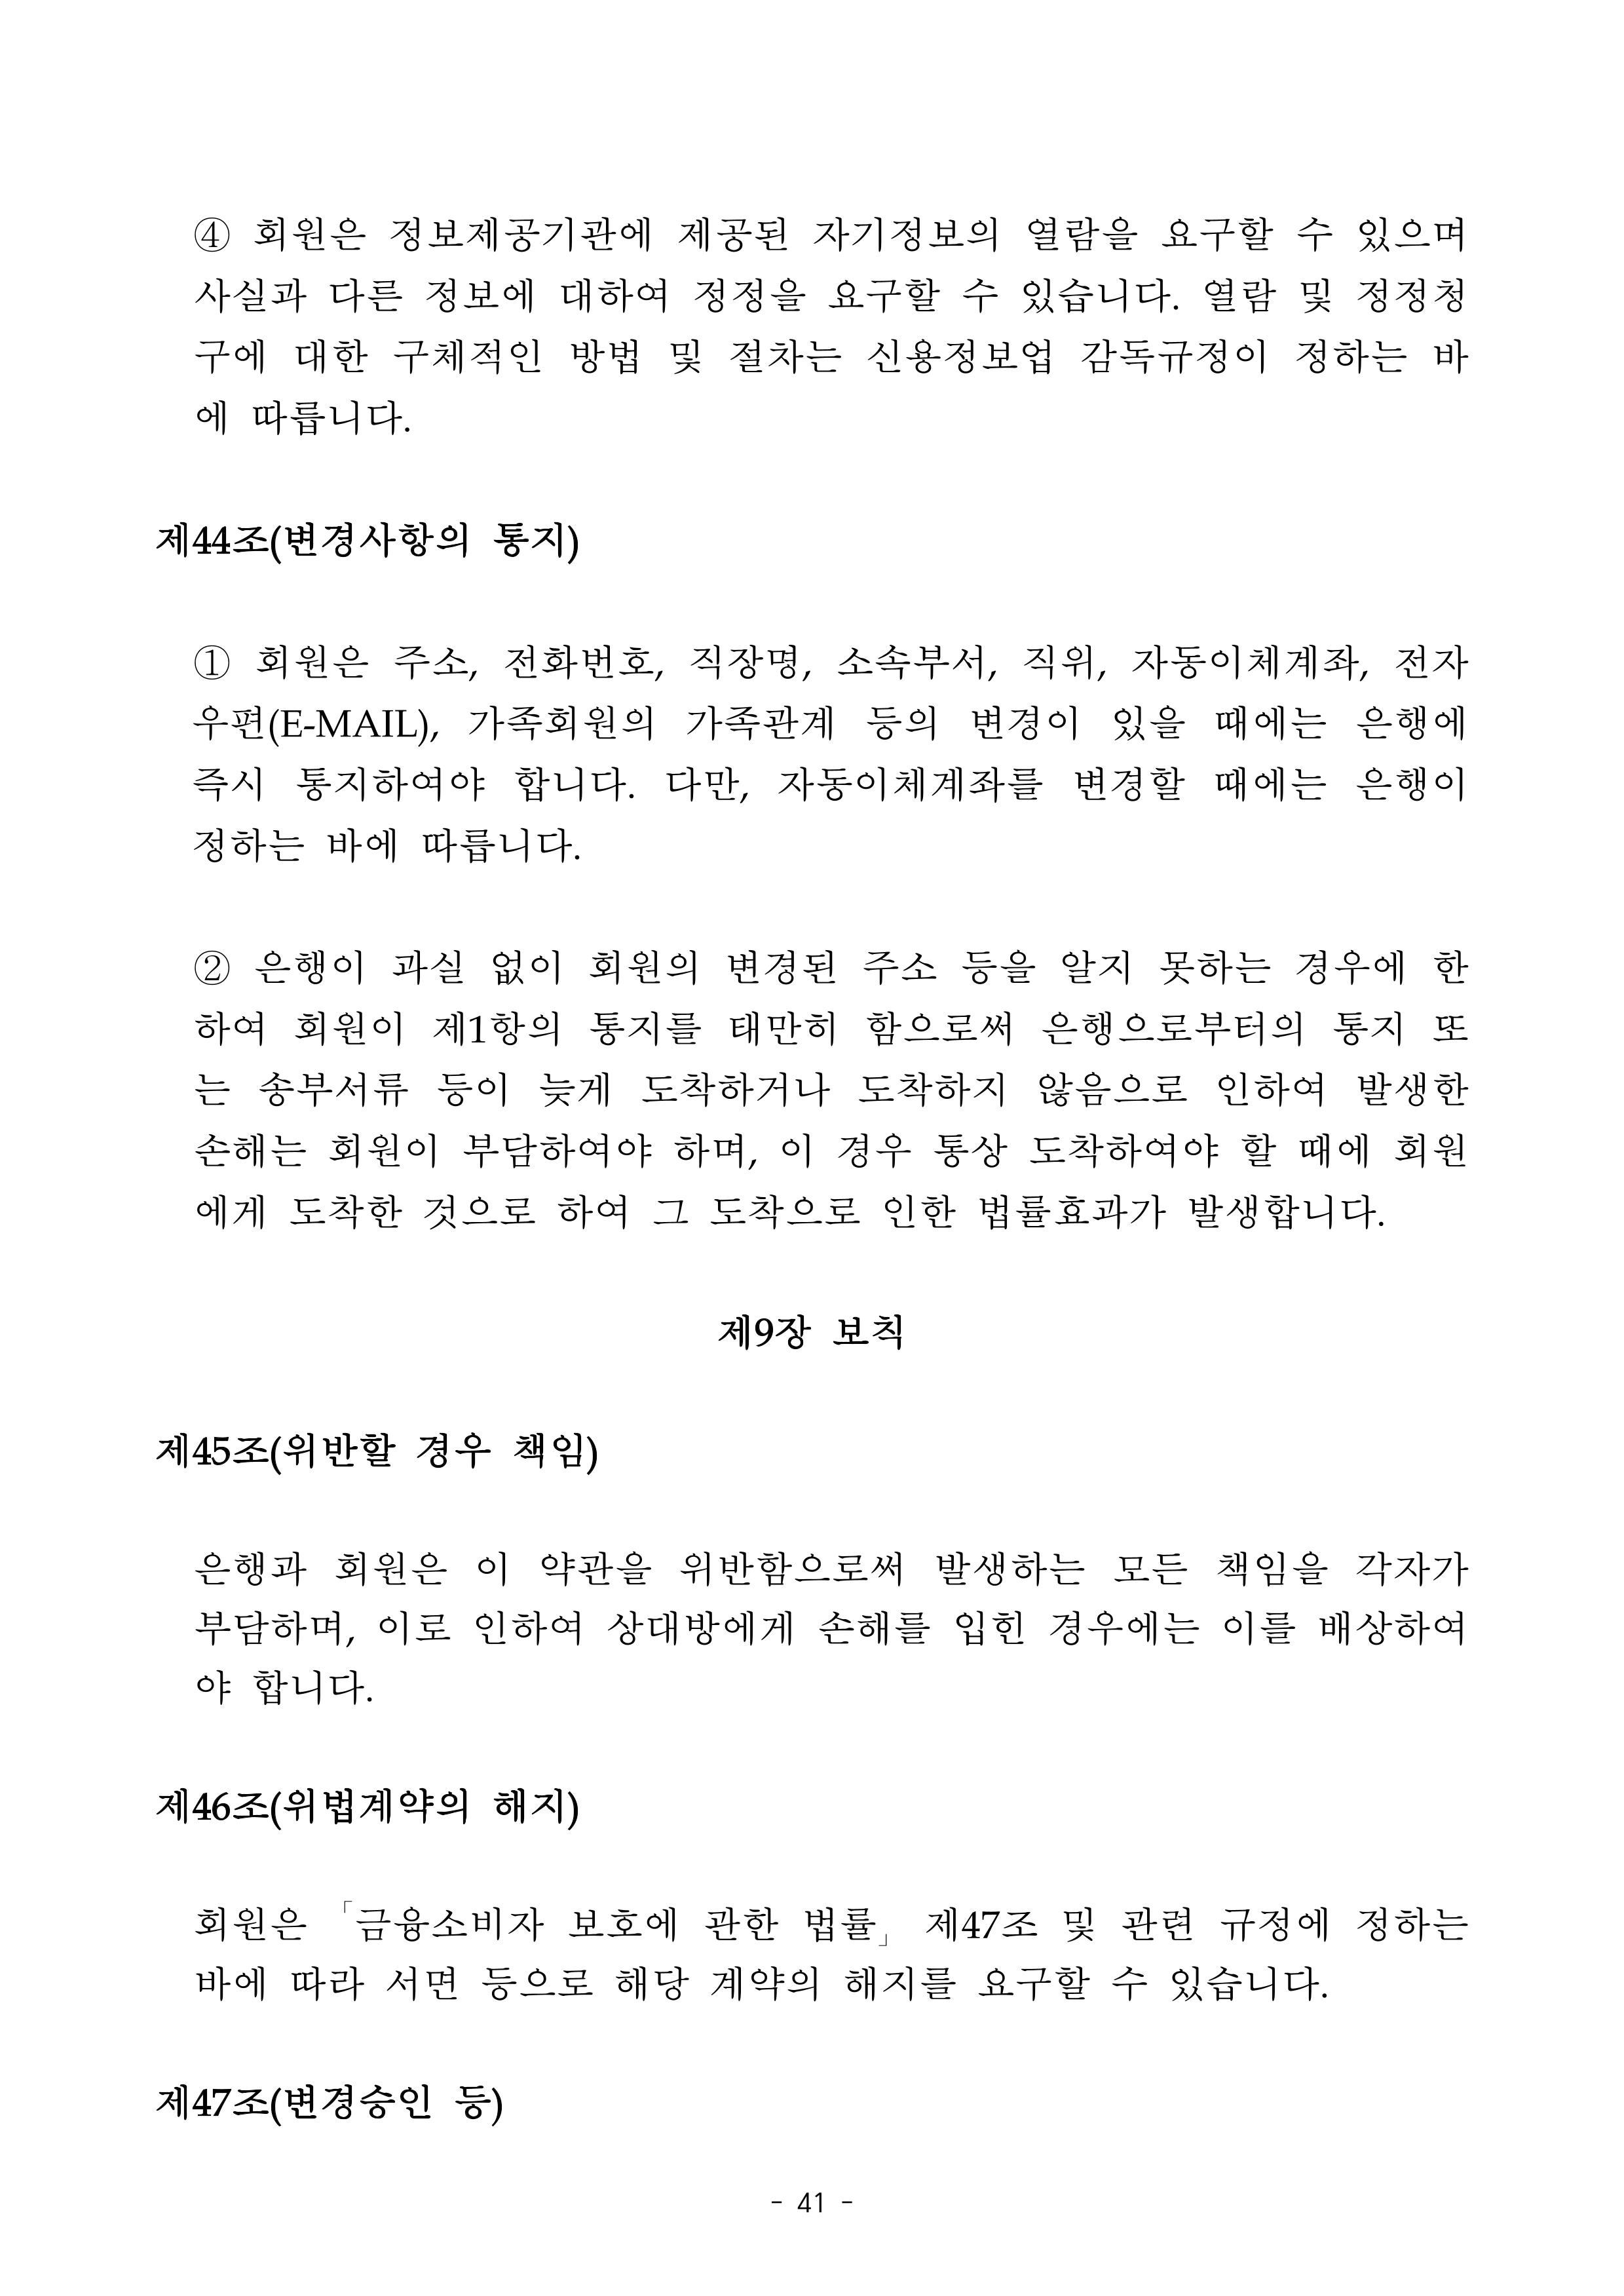 ④ 회원은 정보제공기관에 제공된 자기정보의 열람을 요구할 수 있으며
사실과 다른 정보에 대하여 정정을 요구할 수 있습니다. 열람 및 정정청
구에 대한 구체적인 방법 및 절차는 신용정보업 감독규정이 정하는 바
에 따릅니다.
제44조(변경사항의 통지)
① 회원은 주소, 전화번호, 직장명, 소속부서, 직위, 자동이체계좌, 전자
우편(E-MAIL), 가족회원의 가족관계 등의 변경이 있을 때에는 은행에
즉시 통지하여야 합니다. 다만, 자동이체계좌를 변경할 때에는 은행이
정하는 바에 따릅니다.
② 은행이 과실 없이 회원의 변경된 주소 등을 알지 못하는 경우에 한
하여 회원이 제1항의 통지를 태만히 함으로써 은행으로부터의 통지 또
는 송부서류 등이 늦게 도착하거나 도착하지 않음으로 인하여 발생한
손해는 회원이 부담하여야 하며, 이 경우 통상 도착하여야 할 때에 회원
에게 도착한 것으로 하여 그 도착으로 인한 법률효과가 발생합니다.
제9장 보칙
제45조(위반할 경우 책임)
은행과 회원은 이 약관을 위반함으로써 발생하는 모든 책임을 각자가
부담하며, 이로 인하여 상대방에게 손해를 입힌 경우에는 이를 배상하여
야 합니다.
제46조(위법계약의 해지)
회원은 「금융소비자 보호에 관한 법률」 제47조 및 관련 규정에 정하는
바에 따라 서면 등으로 해당 계약의 해지를 요구할 수 있습니다.
제47조(변경승인 등)
- 41 -